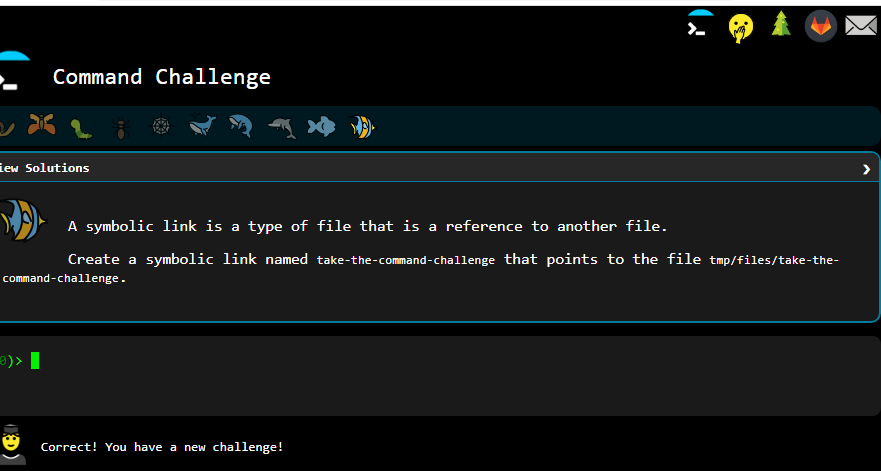 Command Challenge
iew Solutions
A symbolic link is a type of file that is a reference to another file.
Create a symbolic link named take-the-command-challenge that points to the file tmp/files/take-the-
command-challenge.
0)>
Correct! You have a new challenge!